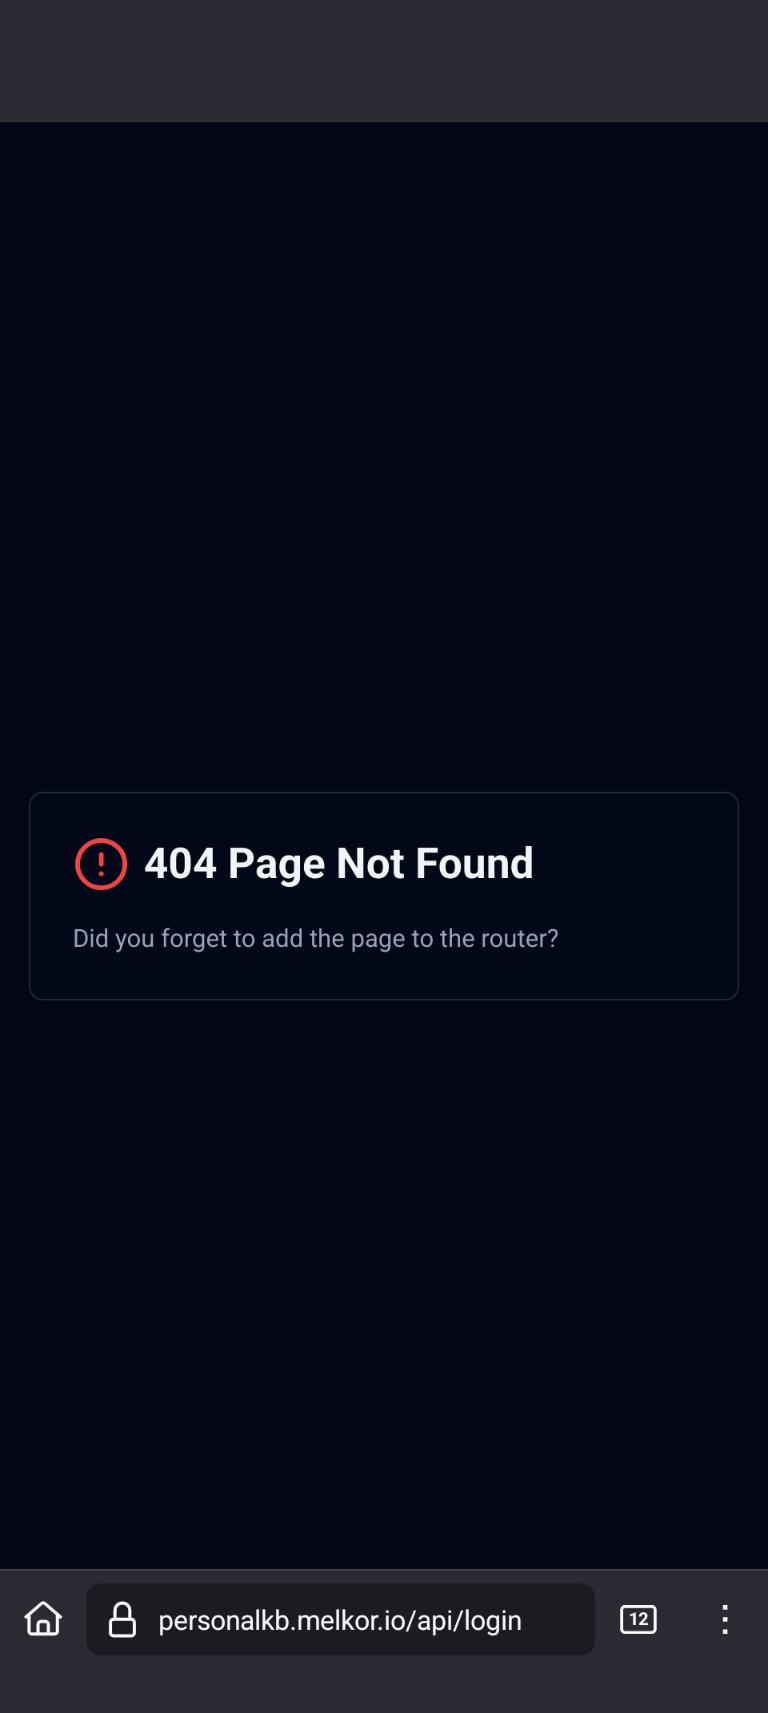 404 Page Not Found
Did you forget to add the page to the router?
personalkb.melkor.io/api/login
12